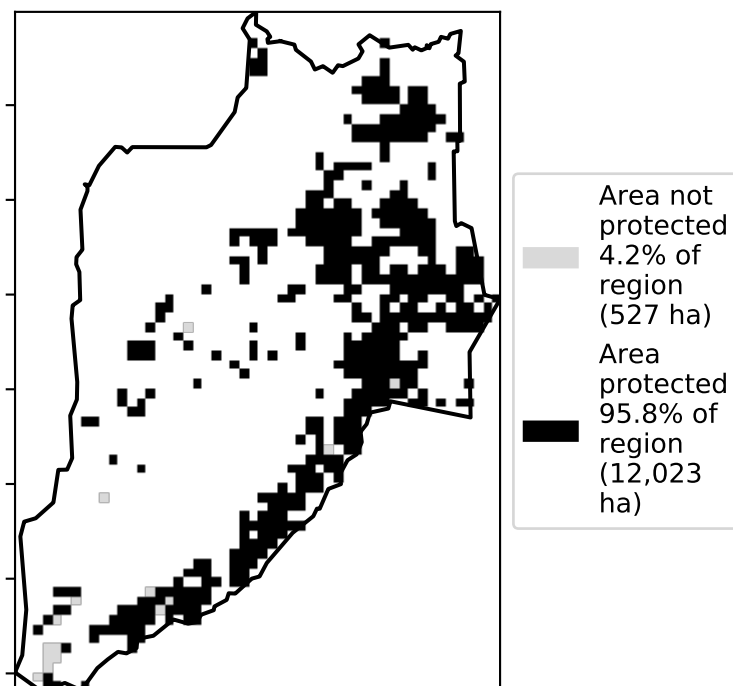 Area not
protected
4.2% of
region
(527 ha)
Area
protected
95.8% of
region
(12,023
ha)